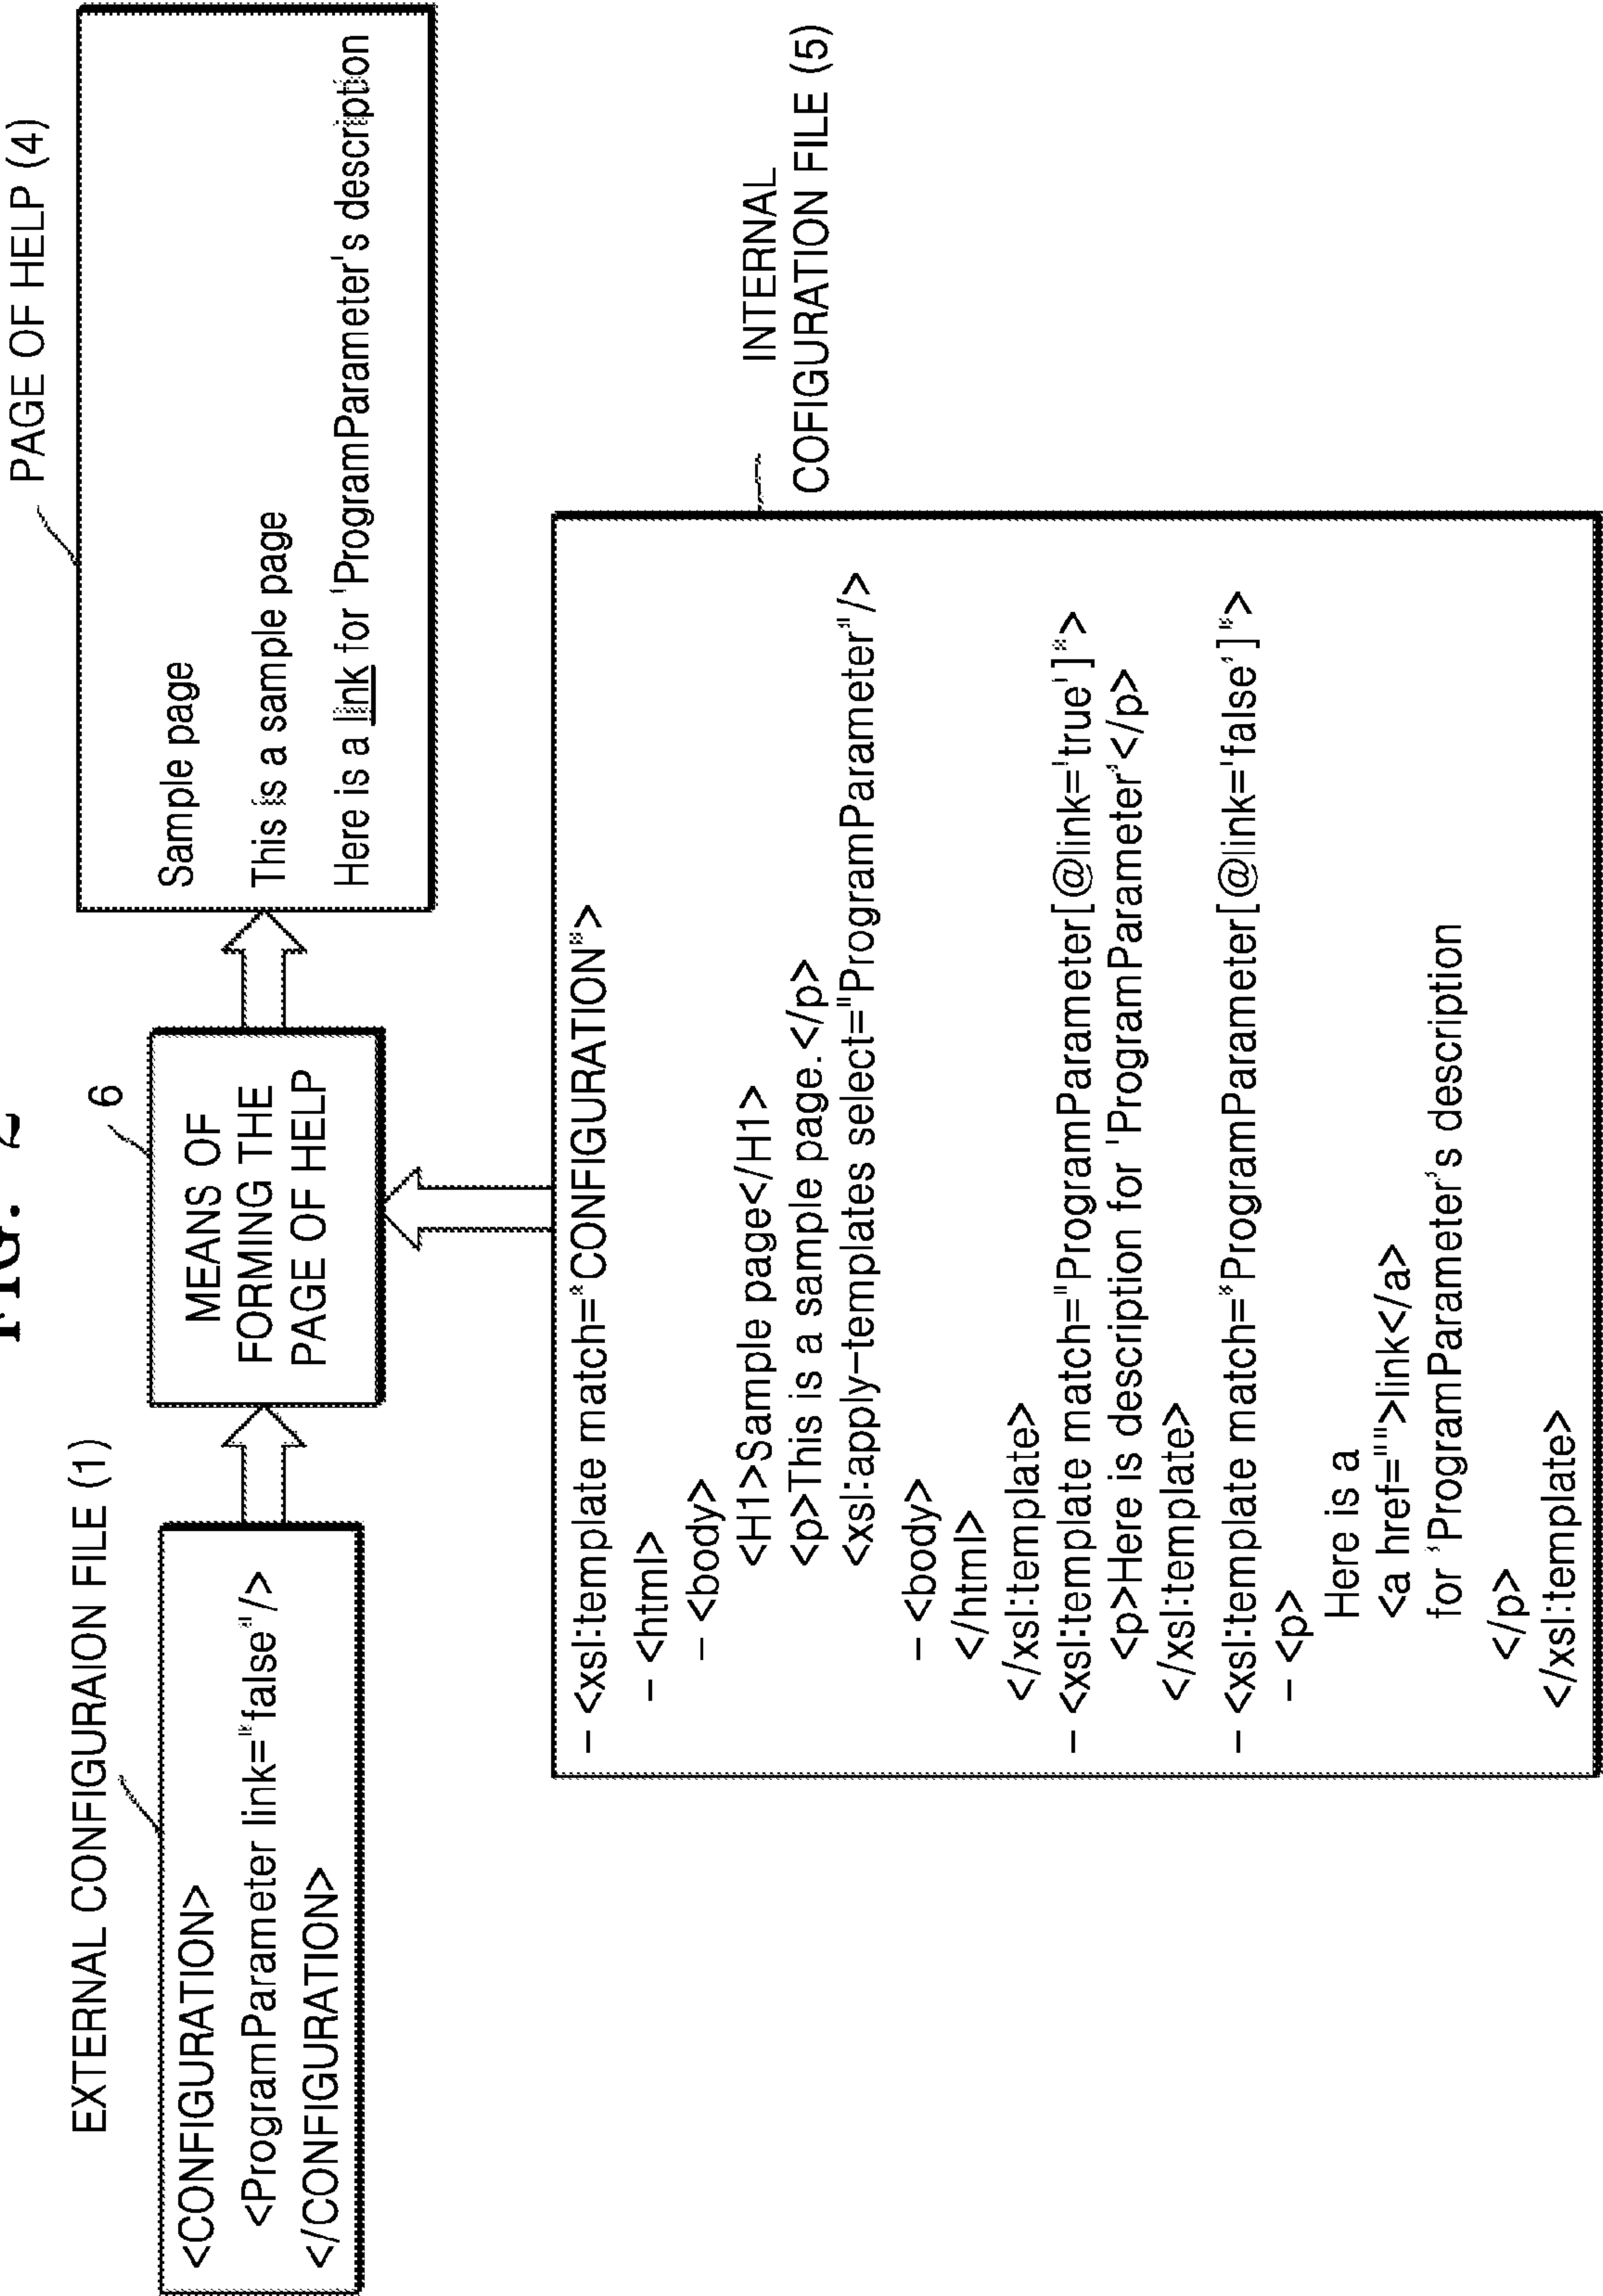 FIG. 2
EXTERNAL CONFIGURAION FILE (1)
<CONFIGURATION>
<ProgramParameter link="false"/>
</CONFIGURATION>
6
MEANS OF
FORMING THE
PAGE OF HELP
PAGE OF HELP (4)
Sample page
This is a sample page
Here is a link for 'ProgramParameter's description
INTERNAL
COFIGURATION FILE (5)
– <xsl:template match="CONFIGURATION">
– <html>
– <body>
<H1>Sample page</H1>
<p>This is a sample page.</p>
<xsl:apply-templates select="ProgramParameter"/>
– <body>
</html>
</xsl:template>
– <xsl:template match="ProgramParameter[@link='true']">
<p>Here is description for 'ProgramParameter'</p>
</xsl:template>
– <xsl:template match="ProgramParameter[@link='false']">
– <p>
Here is a
<a href="">link</a>
for 'ProgramParameter's description
</p>
</xsl:template>